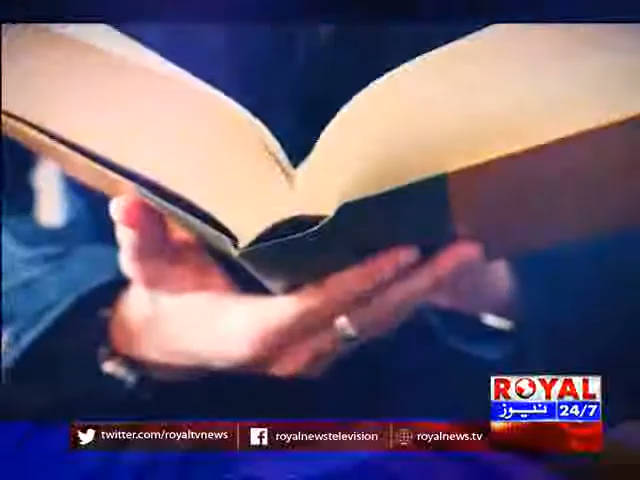 ROYAL
نیوز 24/7
twitter.com/royaltvnews
royalnewstelevision
royalnews.tv